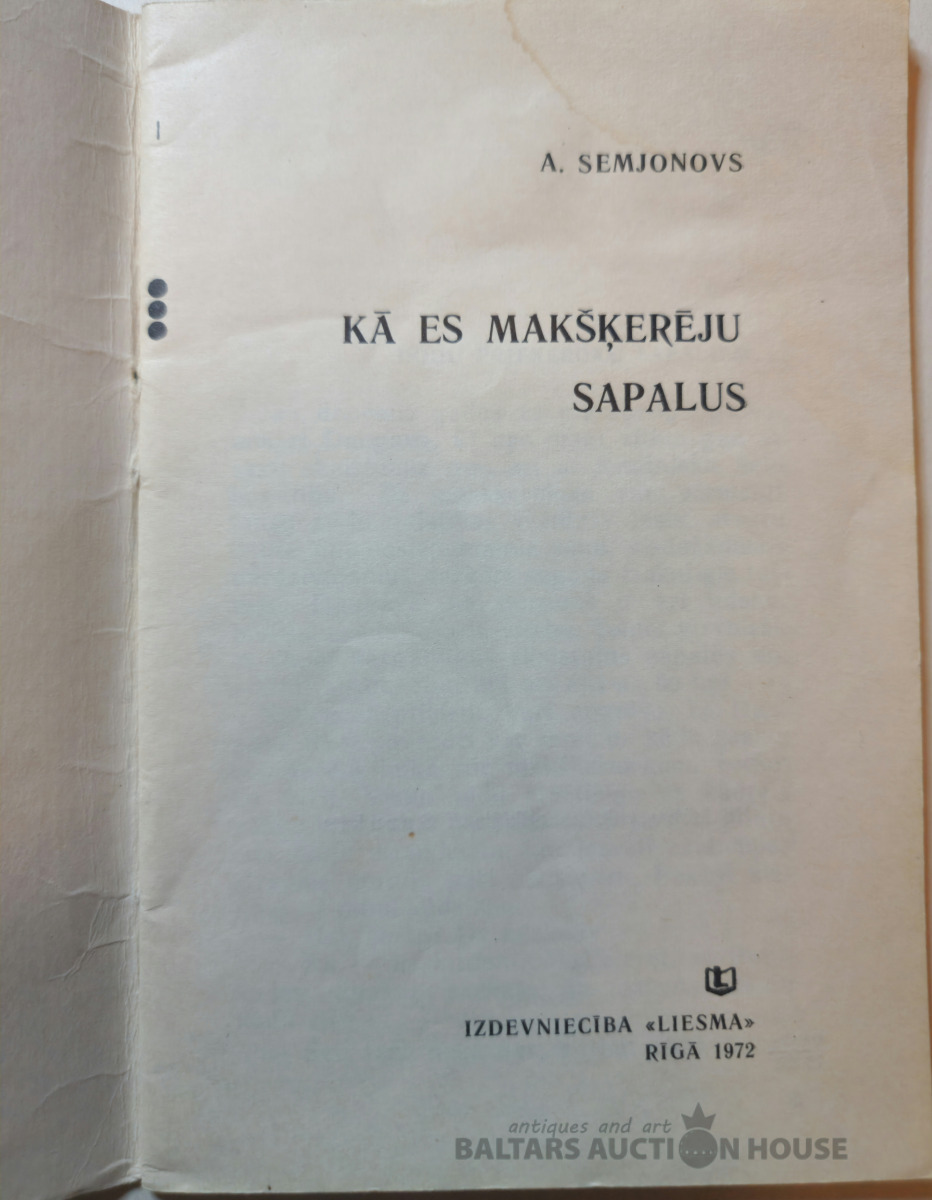 A. SEMJONOVS
KĀ ES MAKŠĶERĒJU
SAPALUS
L
IZDEVNIECĪBA «LIESMA»
RĪGĀ 1972
antiques and art
BALTARS AUCTION HOUSE